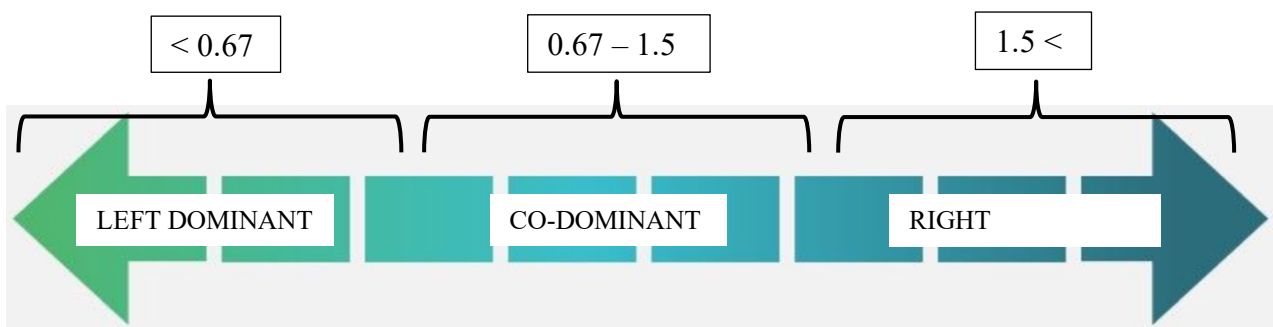 < 0.67
0.67 – 1.5
1.5 <
LEFT DOMINANT
CO-DOMINANT
RIGHT